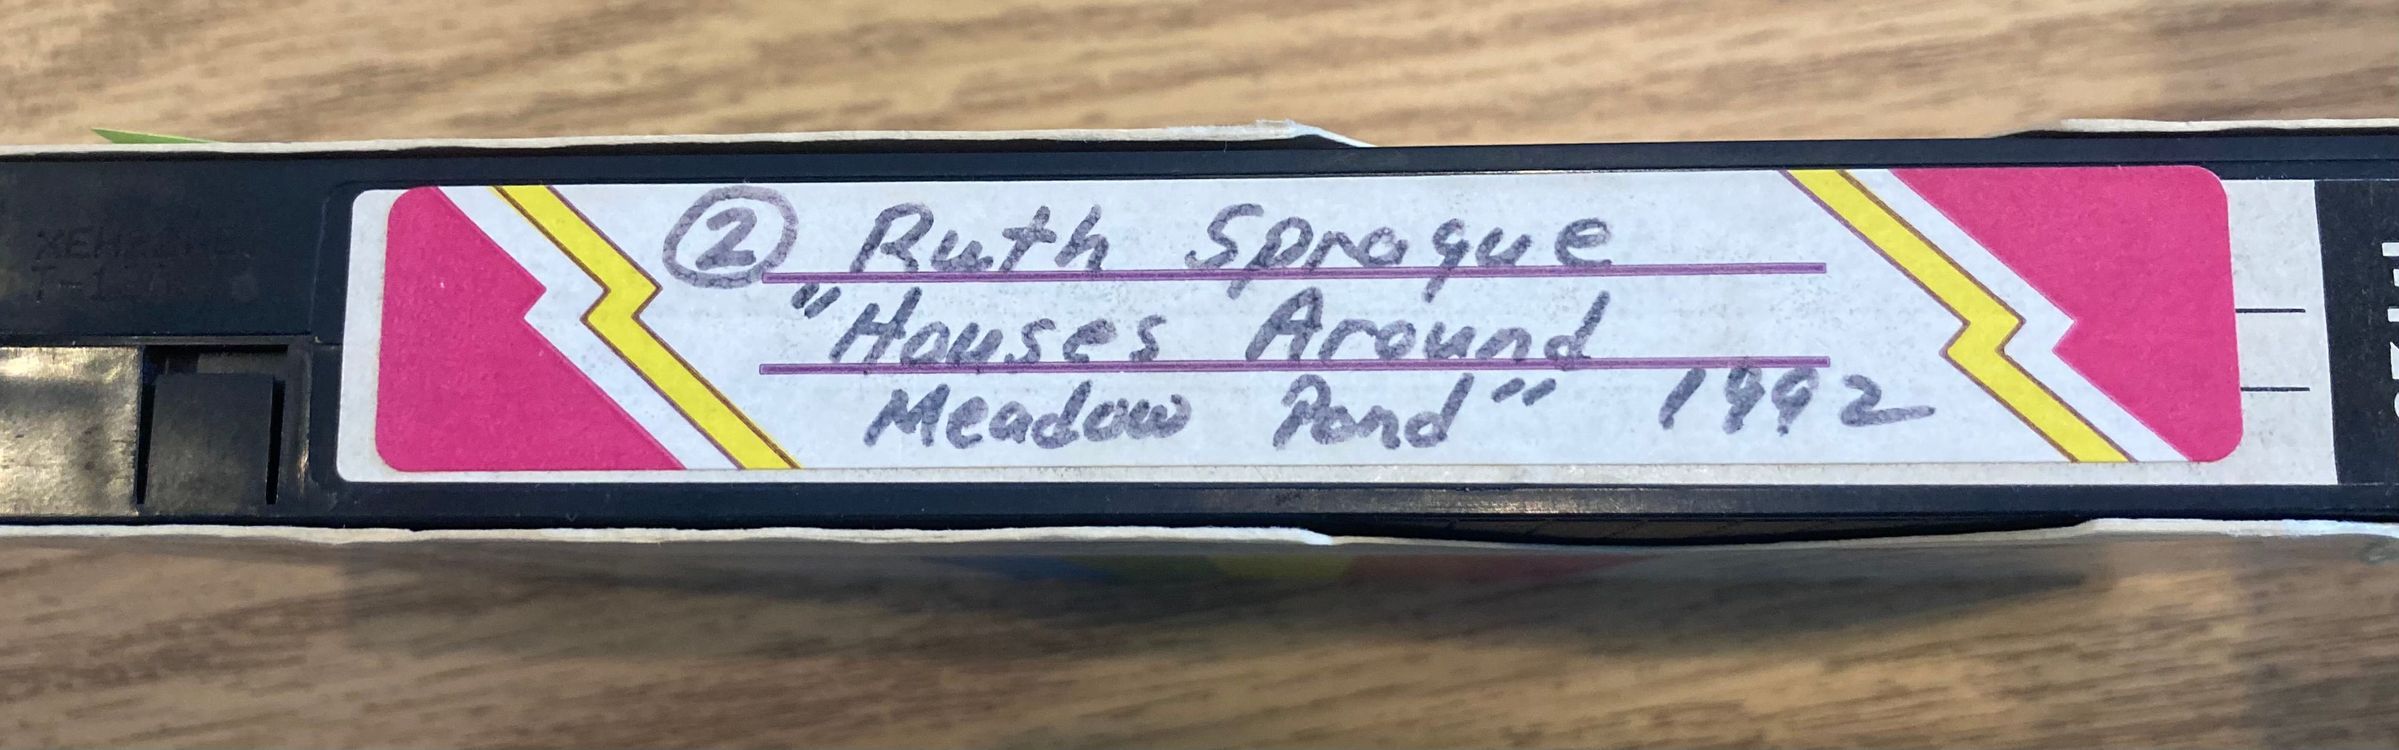 ② Ruth Sprague
"Houses Around
Meadow Pond" 1992